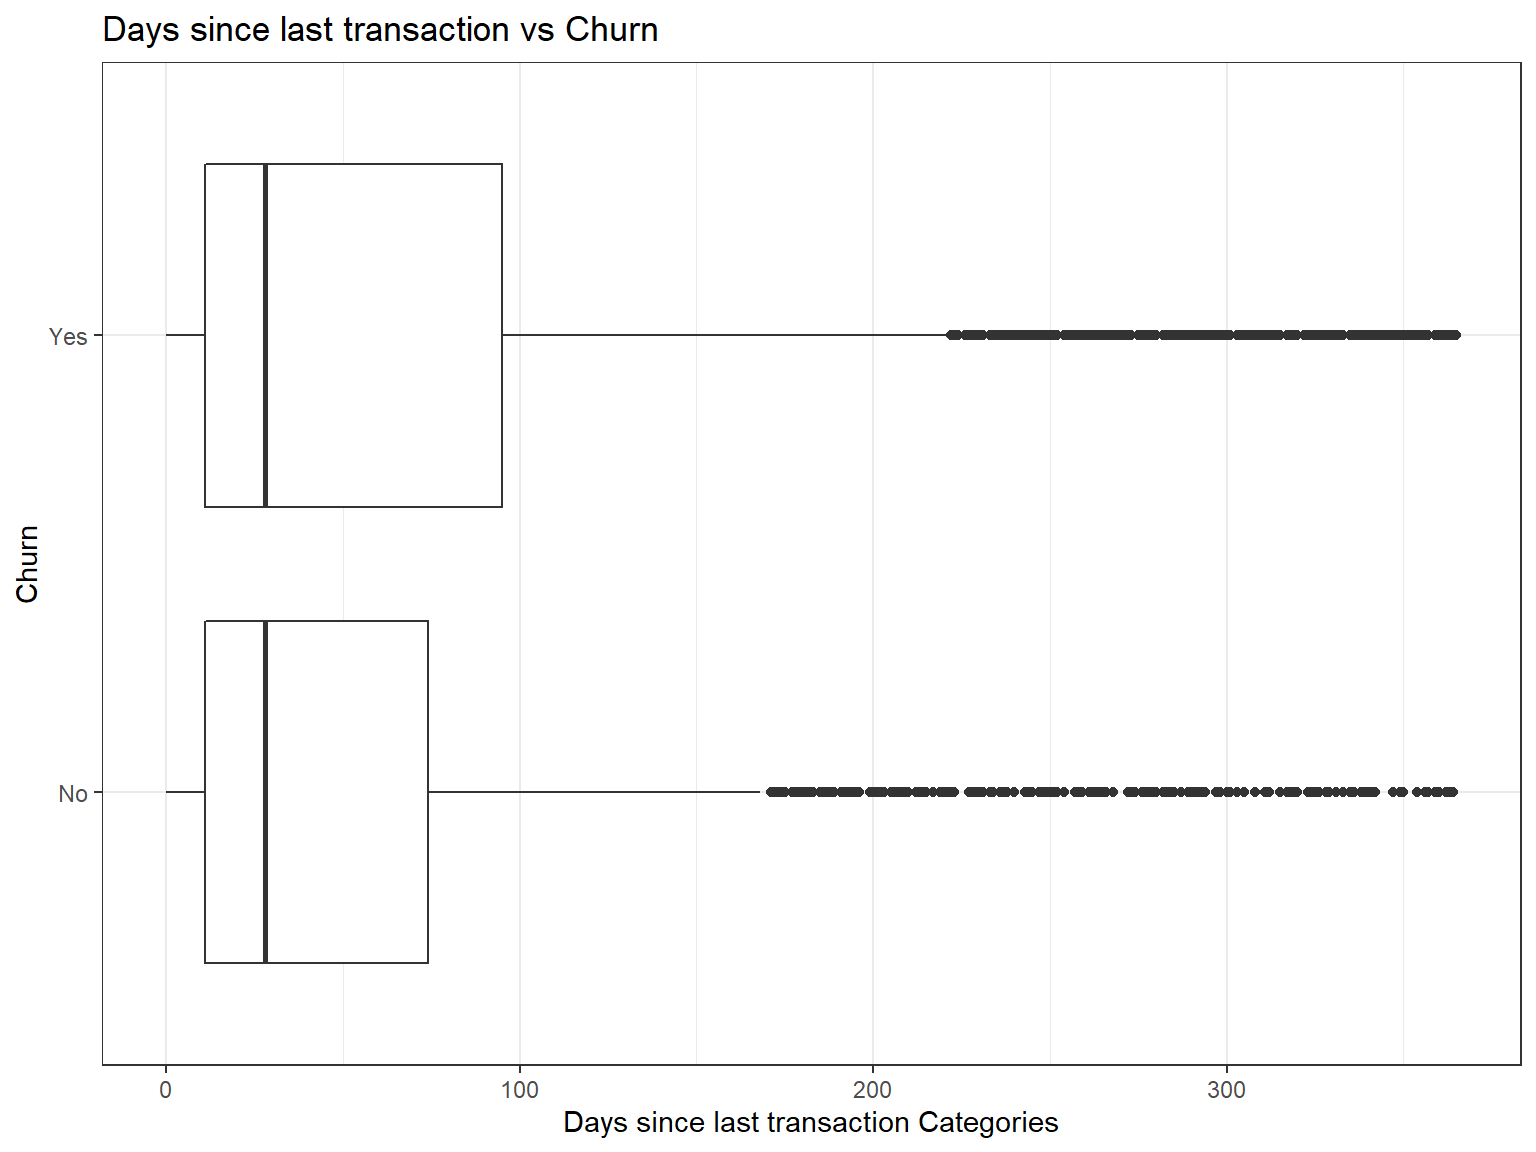 Days since last transaction vs Churn
Yes
Churn
No
0 100 200 300
Days since last transaction Categories